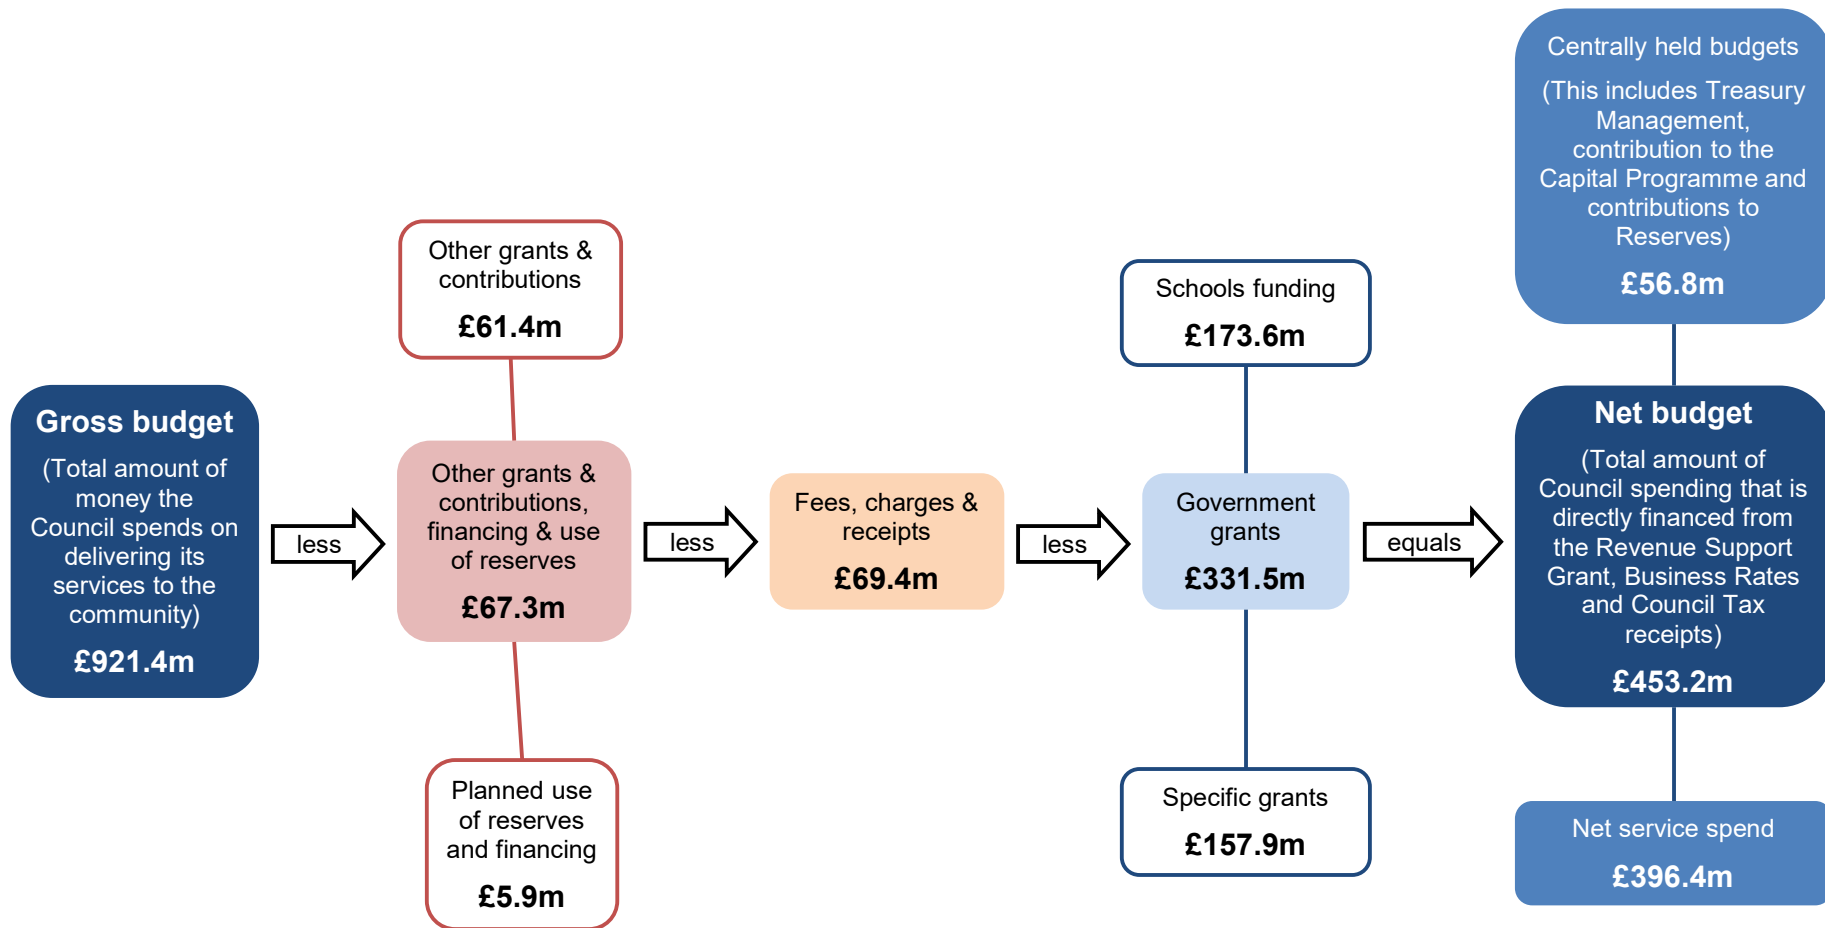 Gross budget
(Total amount of
money the
Council spends on
delivering its
services to the
community)
£921.4m
less
Other grants &
contributions
£61.4m
Other grants &
contributions,
financing & use
of reserves
£67.3m
Planned use
of reserves
and financing
£5.9m
less
Fees, charges &
receipts
£69.4m
less
Schools funding
£173.6m
Government
grants
£331.5m
Specific grants
£157.9m
equals
Centrally held budgets
(This includes Treasury
Management,
contribution to the
Capital Programme and
contributions to
Reserves)
£56.8m
Net budget
(Total amount of
Council spending that is
directly financed from
the Revenue Support
Grant, Business Rates
and Council Tax
receipts)
£453.2m
Net service spend
£396.4m